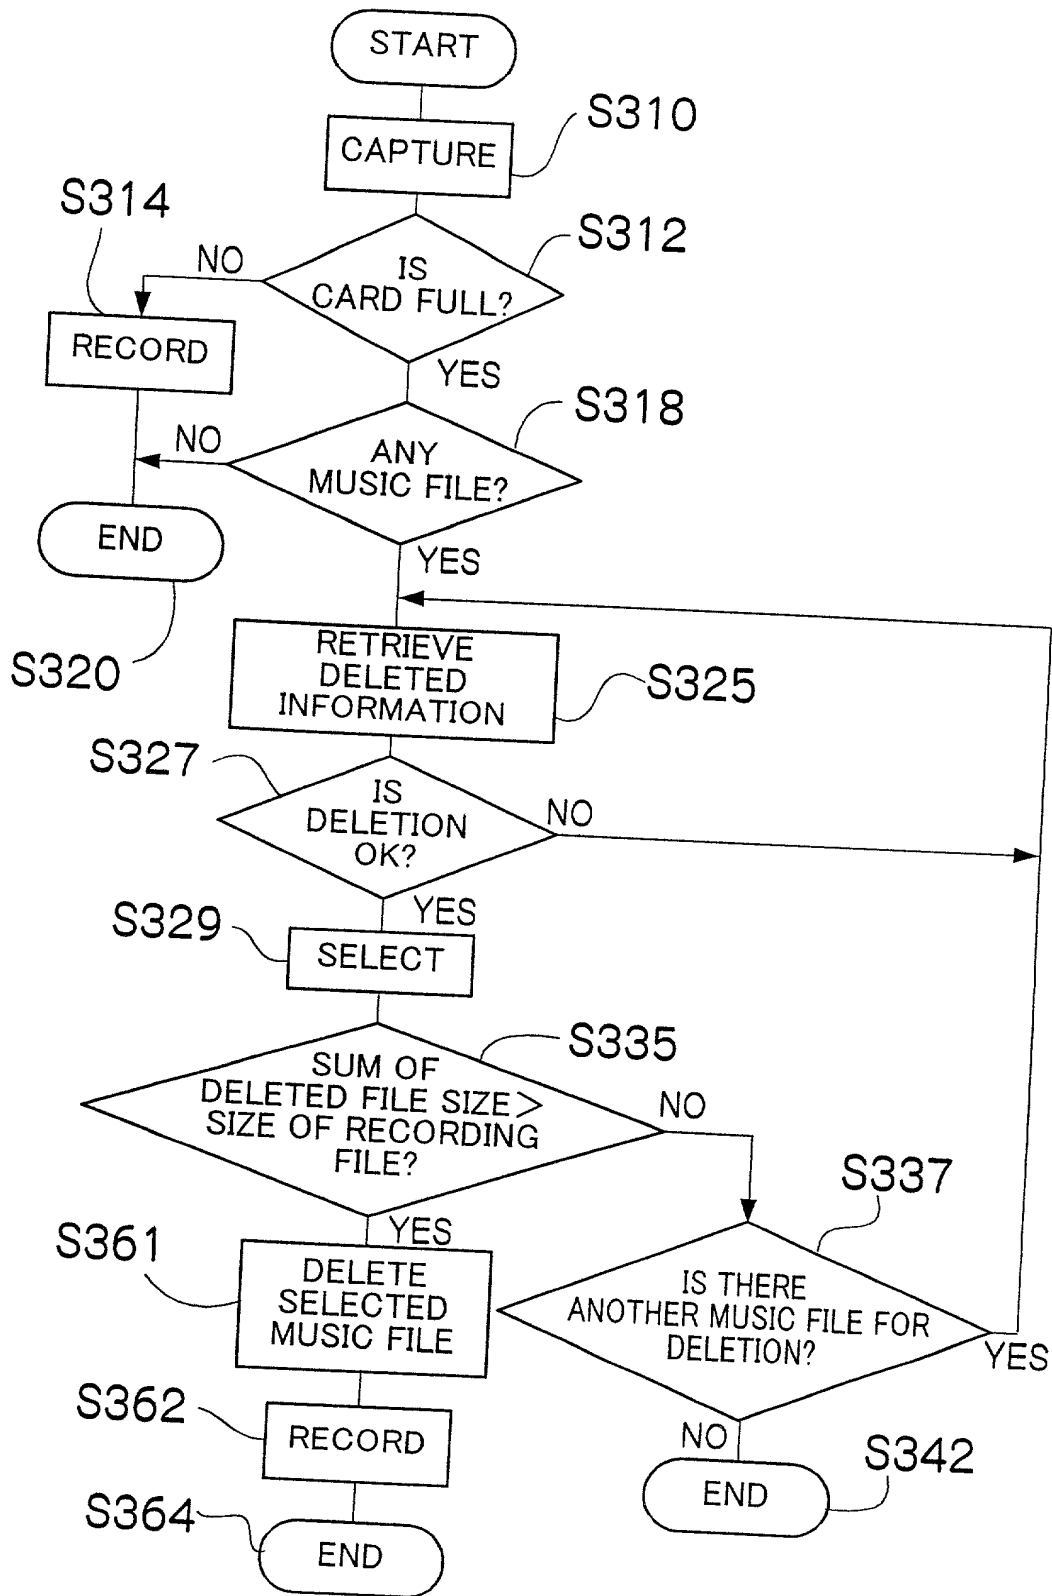 START
CAPTURE
S310
S314
S312
NO
IS
CARD FULL?
RECORD
YES
S318
NO
ANY
MUSIC FILE?
END
YES
S320
RETRIEVE
DELETED
INFORMATION
S325
S327
IS
DELETION
OK?
NO
YES
S329
SELECT
S335
SUM OF
DELETED FILE SIZE>
SIZE OF RECORDING
FILE?
NO
S337
YES
S361
DELETE
SELECTED
MUSIC FILE
IS THERE
ANOTHER MUSIC FILE FOR
DELETION?
YES
S362
RECORD
NO
S342
END
S364
END